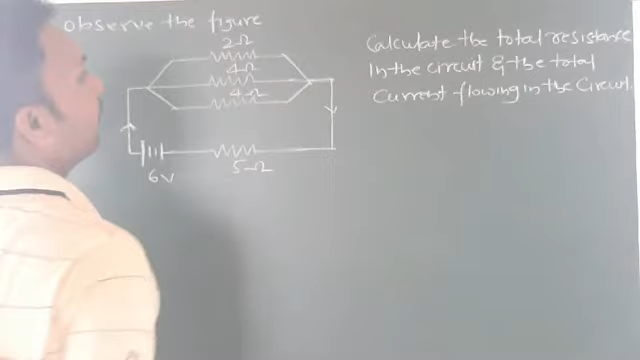 observe the figure
2Ω
4Ω
4Ω
6V
5Ω
Calculate the total resistance
in the circuit & the total
Current flowing in the Circuit.